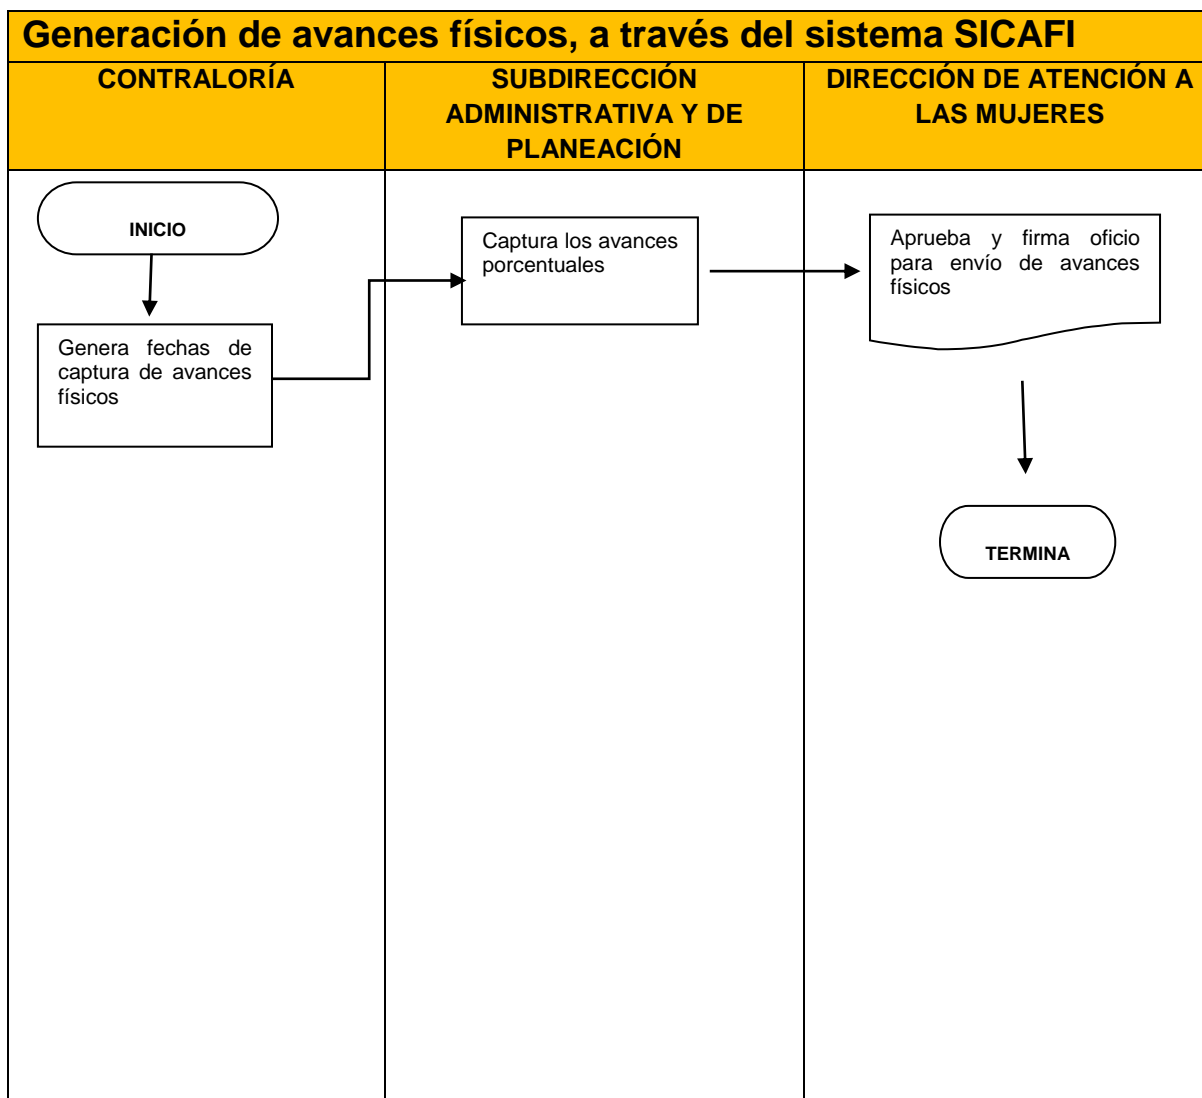 Generación de avances físicos, a través del sistema SICAFI
CONTRALORÍA
SUBDIRECCIÓN
ADMINISTRATIVA Y DE
PLANEACIÓN
DIRECCIÓN DE ATENCIÓN A
LAS MUJERES
INICIO
Genera fechas de
captura de avances
físicos
Captura los avances
porcentuales
Aprueba y firma oficio
para envío de avances
físicos
TERMINA